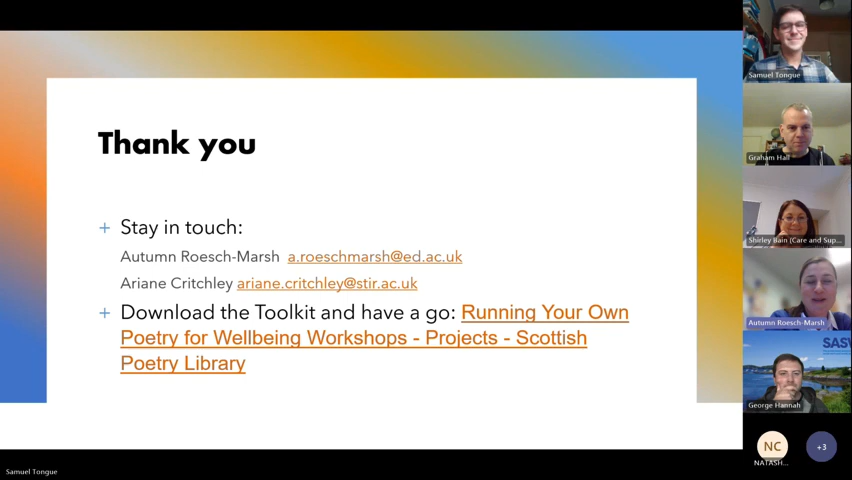 Thank you
+ Stay in touch:
Autumn Roesch-Marsh a.roeschmarsh@ed.ac.uk
Ariane Critchley ariane.critchley@stir.ac.uk
+ Download the Toolkit and have a go: Running Your Own
Poetry for Wellbeing Workshops - Projects - Scottish
Poetry Library
Samuel Tongue
Graham Hall
Shirley Bain (Care and Sup...
Autumn Roesch-Marsh
SASW
George Hannah
NC
NATASH...
+3
Samuel Tongue